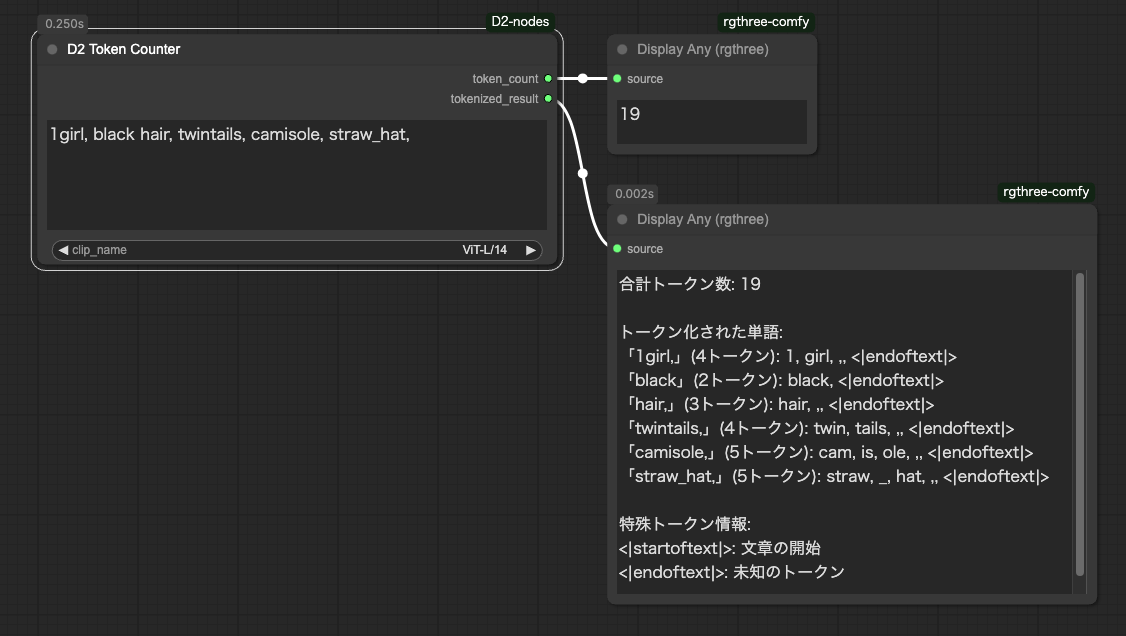 0.250s
D2-nodes
D2 Token Counter
token_count
tokenized_result
1girl, black hair, twintails, camisole, straw_hat,
clip_name
ViT-L/14
rgthree-comfy
Display Any (rgthree)
source
19
0.002s
rgthree-comfy
Display Any (rgthree)
source
合計トークン数: 19
トークン化された単語:
「1girl,」(4トークン): 1, girl, ,, <|endoftext|>
「black」(2トークン): black, <|endoftext|>
「hair,」(3トークン): hair, ,, <|endoftext|>
「twintails,」(4トークン): twin, tails, ,, <|endoftext|>
「camisole,」(5トークン): cam, is, ole, ,, <|endoftext|>
「straw_hat,」(5トークン): straw, _, hat, ,, <|endoftext|>
特殊トークン情報:
<|startoftext|>: 文章の開始
<|endoftext|>: 未知のトークン